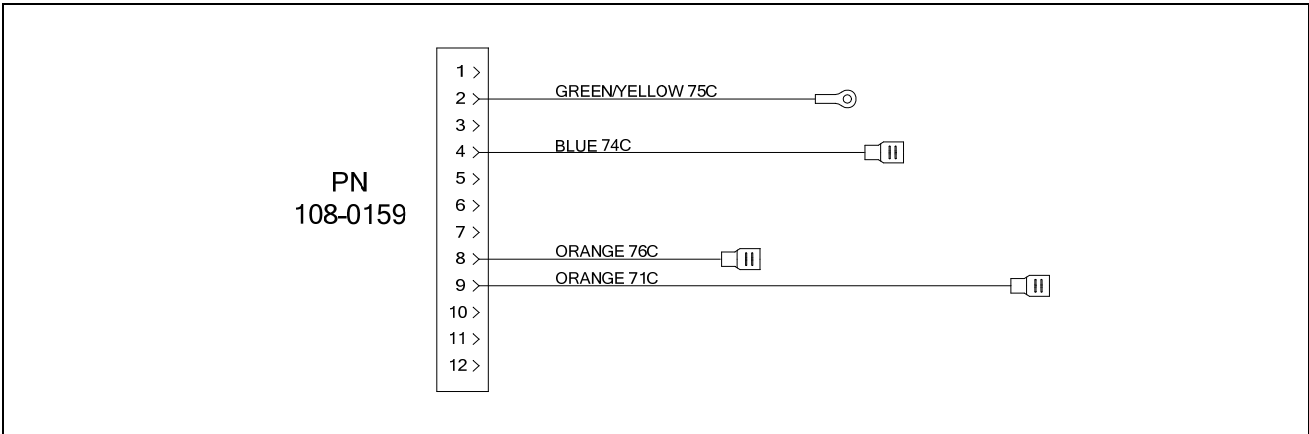 PN
108-0159
1
2 GREEN/YELLOW 75C
3
4 BLUE 74C
5
6
7
8 ORANGE 76C
9 ORANGE 71C
10
11
12